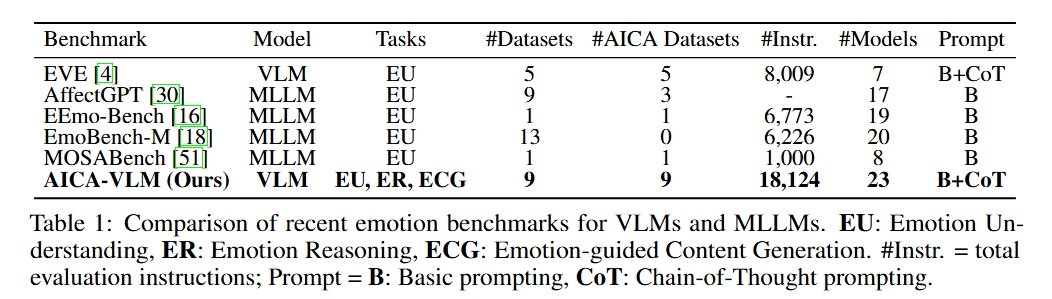 Benchmark Model Tasks #Datasets #AICA Datasets #Instr. #Models Prompt
EVE [4] VLM EU 5 5 8,009 7 B+CoT
AffectGPT [30] MLLM EU 9 3 - 17 B
EEmo-Bench [16] MLLM EU 1 1 6,773 19 B
EmoBench-M [18] MLLM EU 13 0 6,226 20 B
MOSABench [51] MLLM EU 1 1 1,000 8 B
AICA-VLM (Ours) VLM EU, ER, ECG 9 9 18,124 23 B+CoT
Table 1: Comparison of recent emotion benchmarks for VLMs and MLLMs. EU: Emotion Un-
derstanding, ER: Emotion Reasoning, ECG: Emotion-guided Content Generation. #Instr. = total
evaluation instructions; Prompt = B: Basic prompting, CoT: Chain-of-Thought prompting.